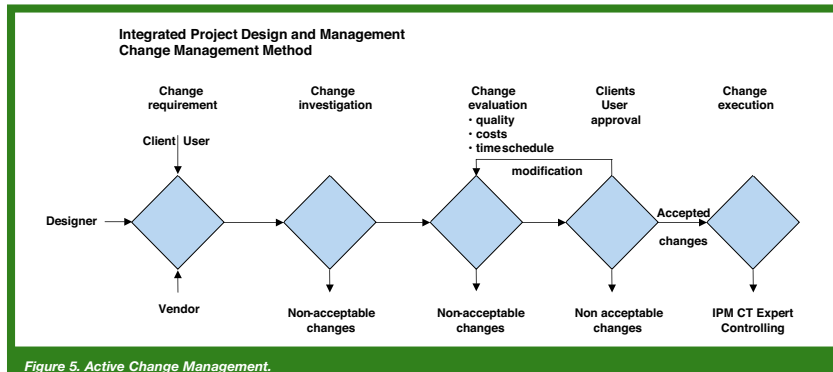 Integrated Project Design and Management
Change Management Method
Change
requirement
Change
investigation
Change
evaluation
• quality
• costs
• timeschedule
Clients
User
approval
Change
execution
Client User
modification
Designer
Accepted
changes
Vendor
Non-acceptable
changes
Non-acceptable
changes
Non acceptable
changes
IPM CT Expert
Controlling
Figure 5. Active Change Management.